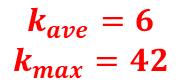 k_ave = 6
k_max = 42